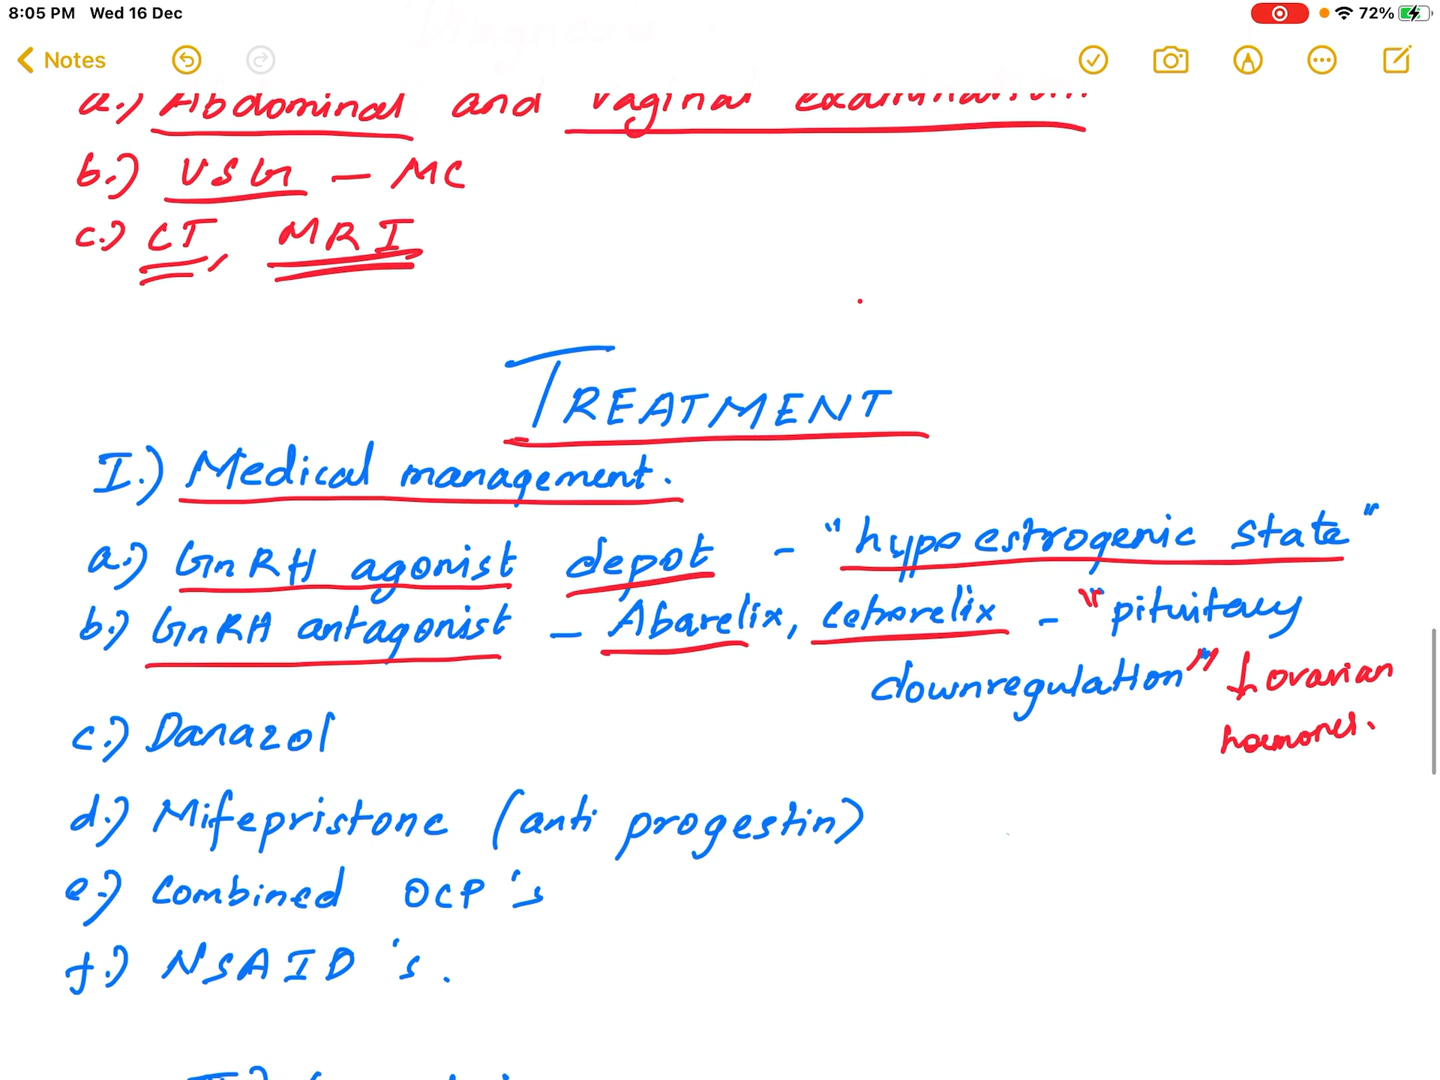 8:05 PM Wed 16 Dec
72%
Notes
Diagnosis
a.) Abdominal and vaginal examination.
b.) USG – MC
c.) CT, MRI
TREATMENT
I.) Medical management.
a.) GnRH agonist depot - "hypoestrogenic state"
b.) GnRH antagonist – Abarelix, cetrorelix - "pituitary
downregulation" ↓ ovarian
hormones.
c.) Danazol
d.) Mifepristone (anti progestin)
e.) Combined OCP's
f.) NSAID's.